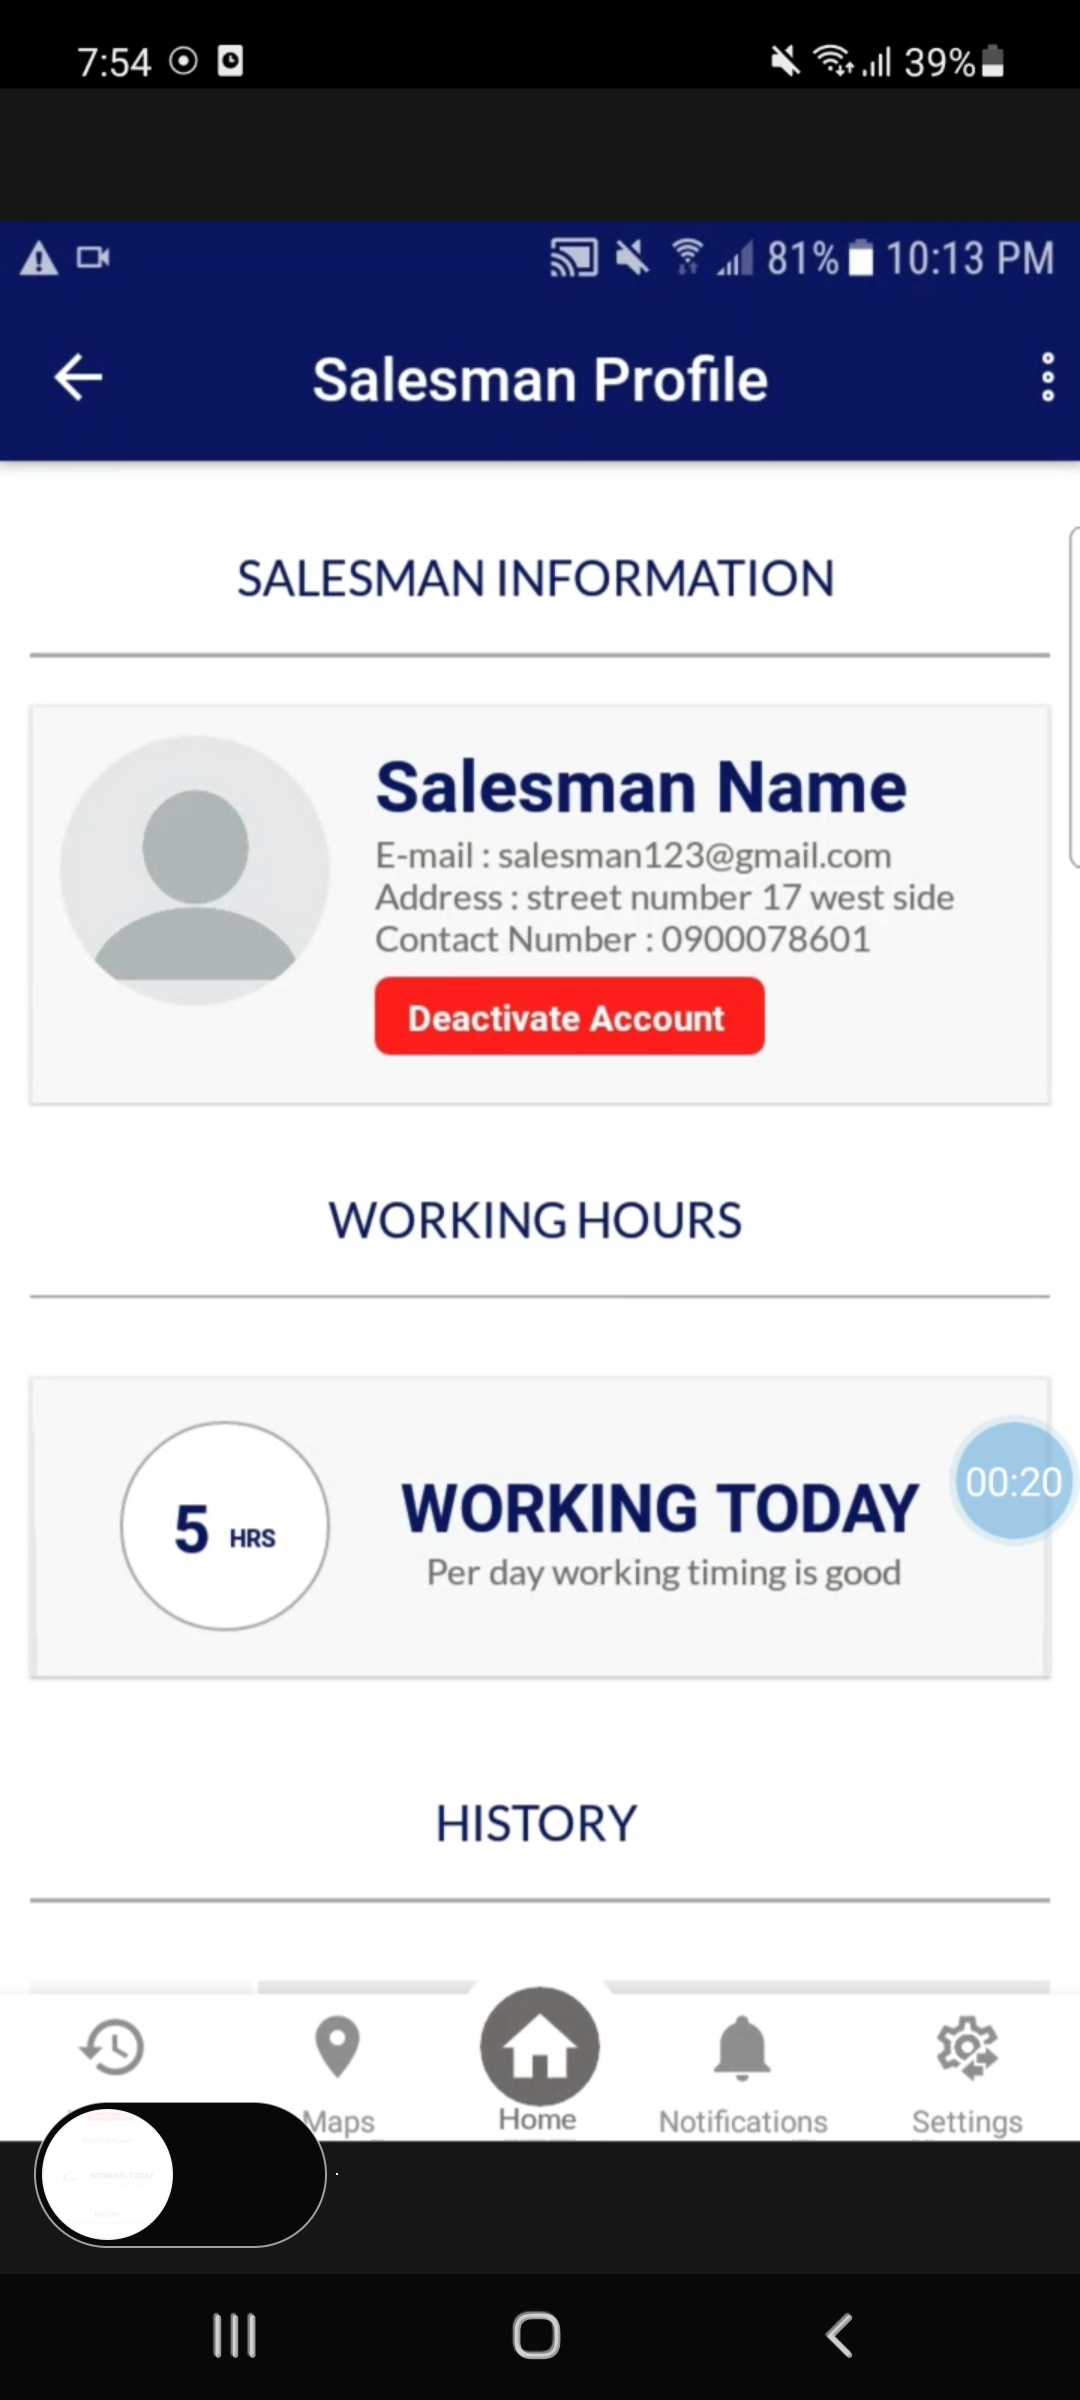 7:54
39%
81% 10:13 PM
Salesman Profile
SALESMAN INFORMATION
Salesman Name
E-mail : salesman123@gmail.com
Address : street number 17 west side
Contact Number : 0900078601
Deactivate Account
WORKING HOURS
5 HRS
WORKING TODAY
Per day working timing is good
00:20
HISTORY
Maps
Home
Notifications
Settings
WORKING TODAY